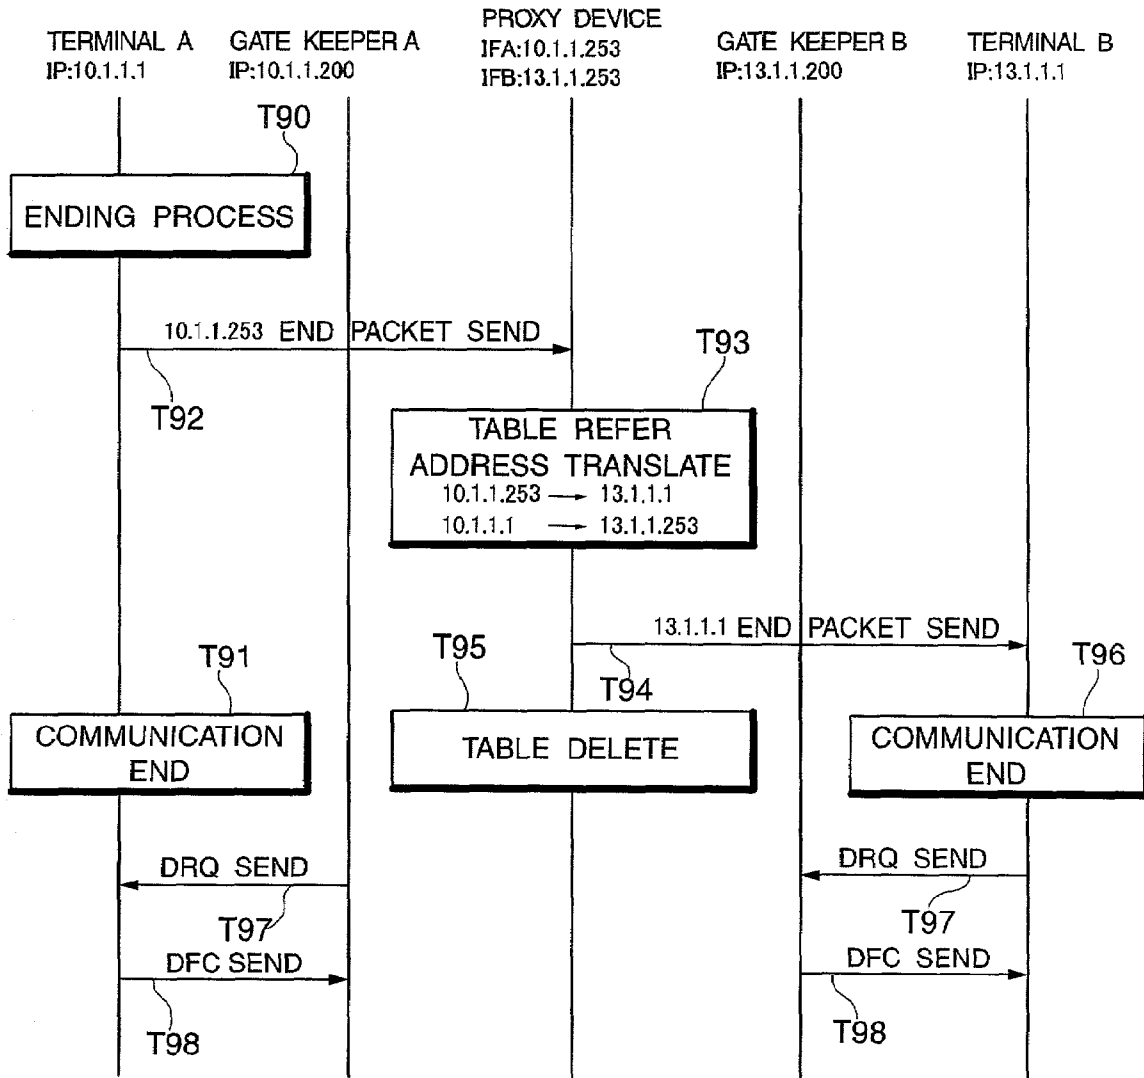 TERMINAL A
IP:10.1.1.1
GATE KEEPER A
IP:10.1.1.200
PROXY DEVICE
IFA:10.1.1.253
IFB:13.1.1.253
GATE KEEPER B
IP:13.1.1.200
TERMINAL B
IP:13.1.1.1
T90
ENDING PROCESS
10.1.1.253 END PACKET SEND
T92
T93
TABLE REFER
ADDRESS TRANSLATE
10.1.1.253 → 13.1.1.1
10.1.1.1 → 13.1.1.253
13.1.1.1 END PACKET SEND
T94
T91
COMMUNICATION
END
T95
TABLE DELETE
T96
COMMUNICATION
END
DRQ SEND
T97
DFC SEND
T98
DRQ SEND
T97
DFC SEND
T98